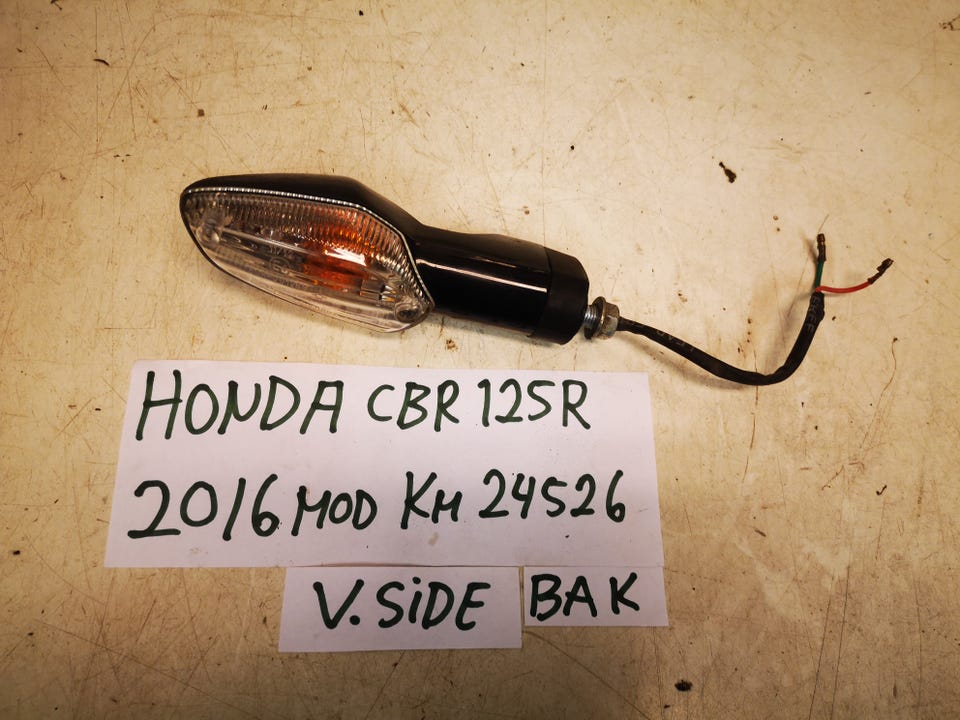 HONDA CBR 125R
2016 MOD KM 24526
V. SiDE BAK